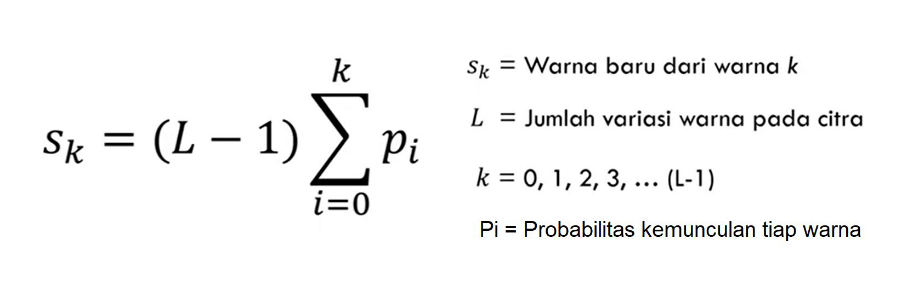 s_k = (L − 1) ∑_{i=0}^{k} p_i
s_k = Warna baru dari warna k
L = Jumlah variasi warna pada citra
k = 0, 1, 2, 3, ... (L-1)
Pi = Probabilitas kemunculan tiap warna